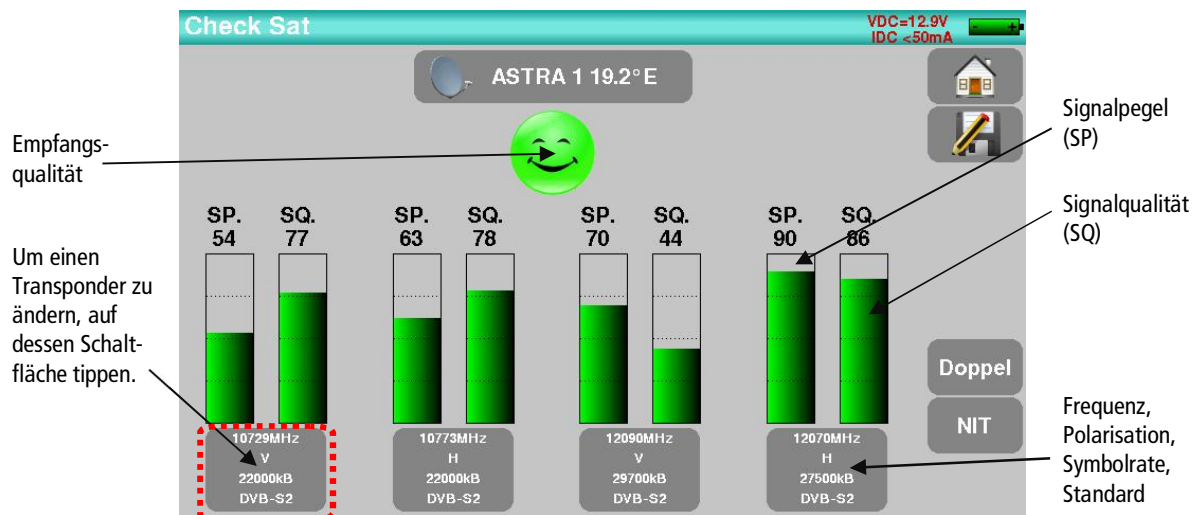 Check Sat
VDC=12.9V
IDC <50mA
ASTRA 1 19.2°E
Empfangs-
qualität
Signalpegel
(SP)
Signalqualität
(SQ)
SP. SQ. SP. SQ. SP. SQ. SP. SQ.
54 77 63 78 70 44 90 86
Um einen
Transponder zu
ändern, auf
dessen Schalt-
fläche tippen.
Doppel
NIT
10729MHz
V
22000kB
DVB-S2
10773MHz
H
22000kB
DVB-S2
12090MHz
V
29700kB
DVB-S2
12070MHz
H
27500kB
DVB-S2
Frequenz,
Polarisation,
Symbolrate,
Standard